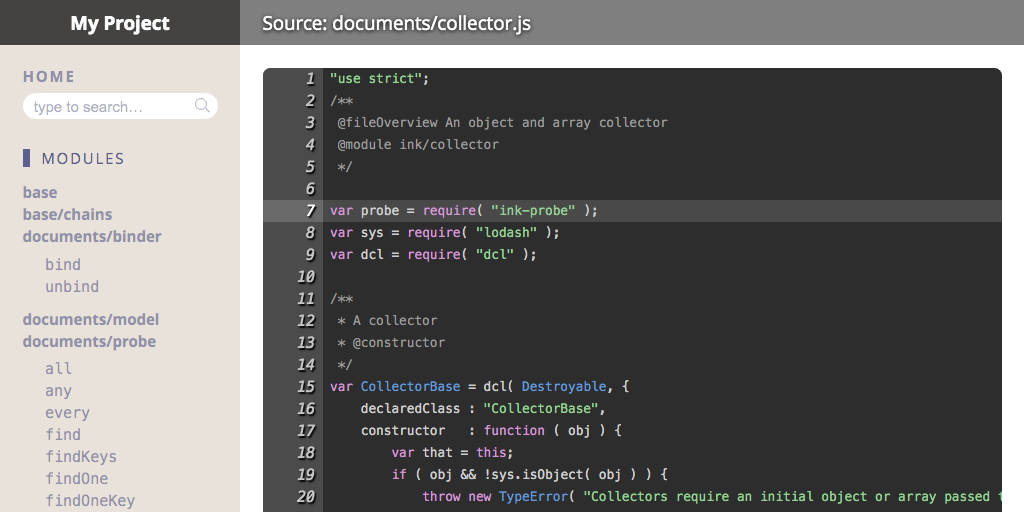 My Project
Source: documents/collector.js
HOME
type to search...
MODULES
base
base/chains
documents/binder
bind
unbind
documents/model
documents/probe
all
any
every
find
findKeys
findOne
findOneKey
1 "use strict";
2 /**
3 @fileOverview An object and array collector
4 @module ink/collector
5 */
6
7 var probe = require( "ink-probe" );
8 var sys = require( "lodash" );
9 var dcl = require( "dcl" );
10
11 /**
12 * A collector
13 * @constructor
14 */
15 var CollectorBase = dcl( Destroyable, {
16 declaredClass : "CollectorBase",
17 constructor : function ( obj ) {
18 var that = this;
19 if ( obj && !sys.isObject( obj ) ) {
20 throw new TypeError( "Collectors require an initial object or array passed